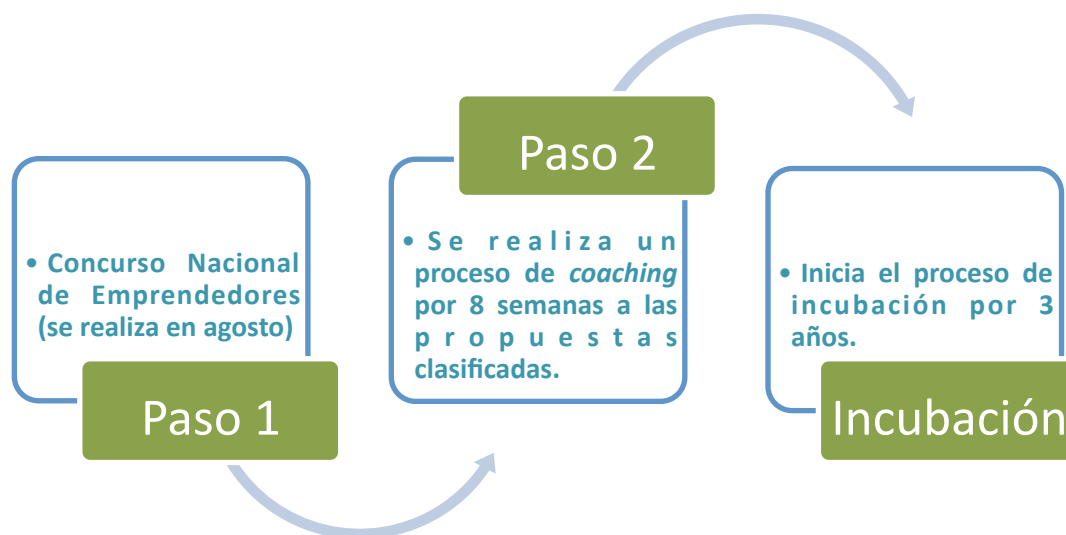 • Concurso Nacional
de Emprendedores
(se realiza en agosto)
Paso 1
Paso 2
• Se realiza un
proceso de coaching
por 8 semanas a las
propuestas
clasificadas.
• Inicia el proceso de
incubación por 3
años.
Incubación